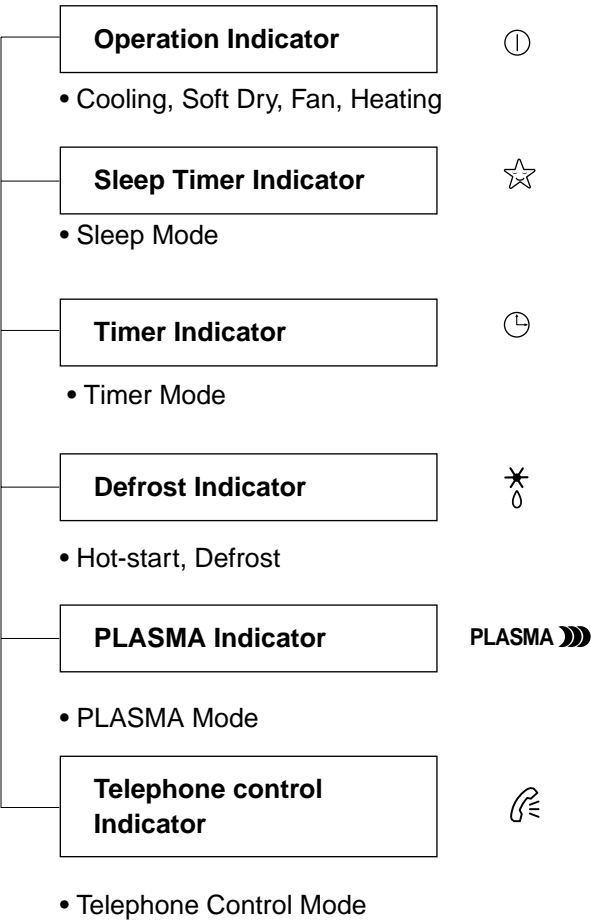 Operation Indicator
• Cooling, Soft Dry, Fan, Heating
Sleep Timer Indicator
• Sleep Mode
Timer Indicator
• Timer Mode
Defrost Indicator
• Hot-start, Defrost
PLASMA Indicator PLASMA
• PLASMA Mode
Telephone control
Indicator
• Telephone Control Mode